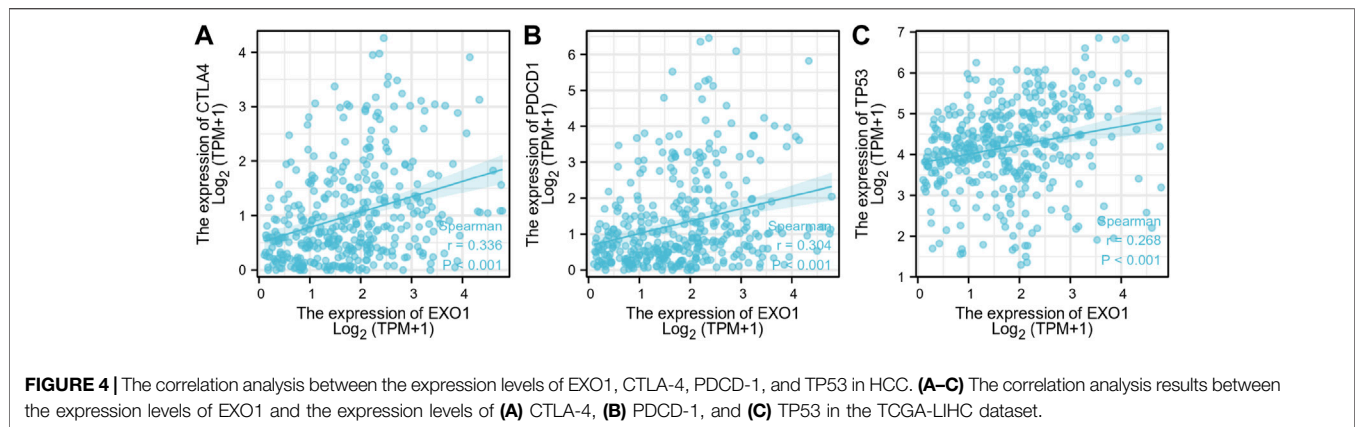 A
The expression of CTLA4
Log2 (TPM+1)
4
3
2
1
0
Spearman
r = 0.336
P < 0.001
0 1 2 3 4
The expression of EXO1
Log2 (TPM+1)
B
The expression of PDCD1
Log2 (TPM+1)
6
5
4
3
2
1
0
Spearman
r = 0.304
P < 0.001
0 1 2 3 4
The expression of EXO1
Log2 (TPM+1)
C
The expression of TP53
Log2 (TPM+1)
7
6
5
4
3
2
1
Spearman
r = 0.268
P < 0.001
0 1 2 3 4
The expression of EXO1
Log2 (TPM+1)
FIGURE 4 | The correlation analysis between the expression levels of EXO1, CTLA-4, PDCD-1, and TP53 in HCC. (A–C) The correlation analysis results between
the expression levels of EXO1 and the expression levels of (A) CTLA-4, (B) PDCD-1, and (C) TP53 in the TCGA-LIHC dataset.